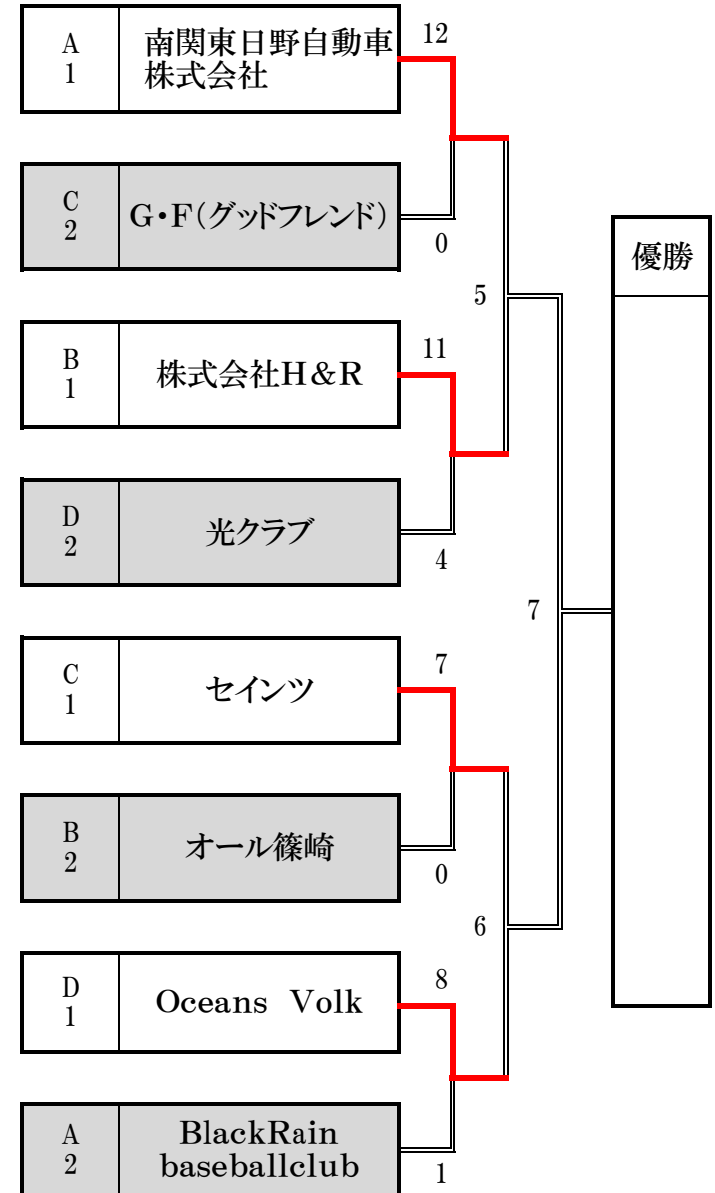 12
A
1
南関東日野自動車
株式会社
C
2
G・F(グッドフレンド)
0
優勝
5
B
1
株式会社H&R
11
D
2
光クラブ
4
7
C
1
セインツ
7
B
2
オール篠崎
0
6
D
1
Oceans Volk
8
A
2
BlackRain
baseballclub
1